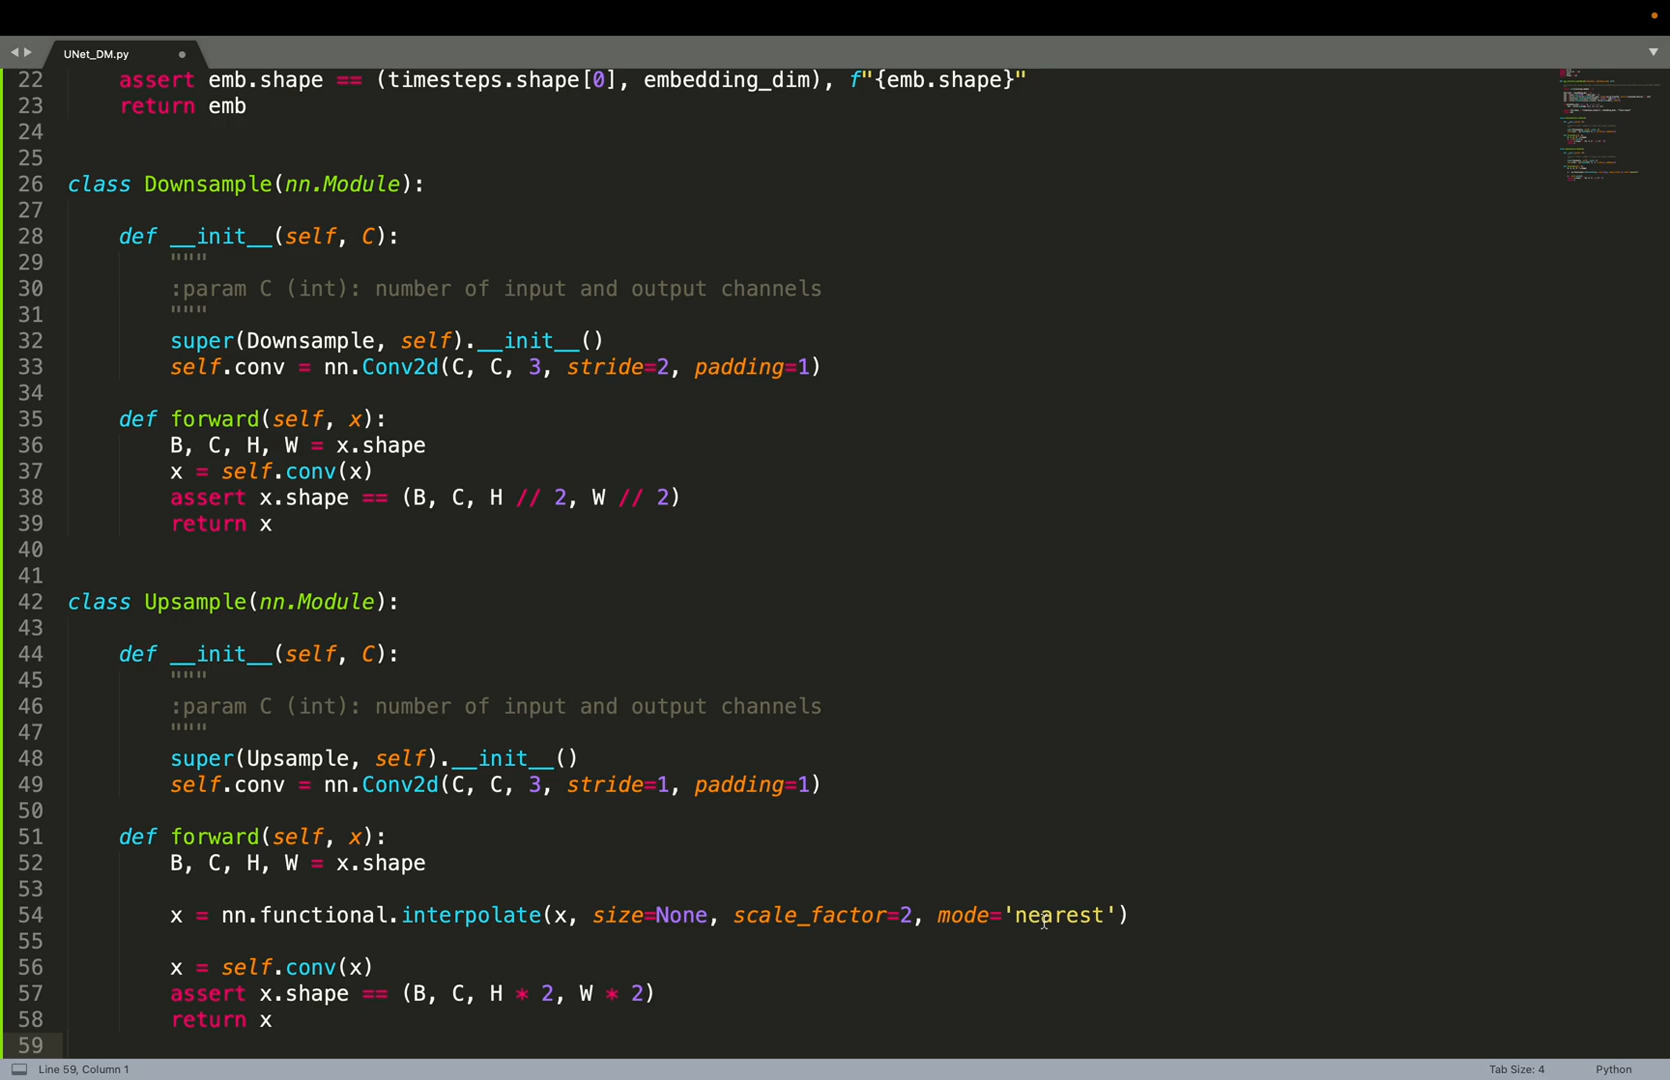 UNet_DM.py
22 assert emb.shape == (timesteps.shape[0], embedding_dim), f"{emb.shape}"
23 return emb
24
25
26 class Downsample(nn.Module):
27
28 def __init__(self, C):
29 """
30 :param C (int): number of input and output channels
31 """
32 super(Downsample, self).__init__()
33 self.conv = nn.Conv2d(C, C, 3, stride=2, padding=1)
34
35 def forward(self, x):
36 B, C, H, W = x.shape
37 x = self.conv(x)
38 assert x.shape == (B, C, H // 2, W // 2)
39 return x
40
41
42 class Upsample(nn.Module):
43
44 def __init__(self, C):
45 """
46 :param C (int): number of input and output channels
47 """
48 super(Upsample, self).__init__()
49 self.conv = nn.Conv2d(C, C, 3, stride=1, padding=1)
50
51 def forward(self, x):
52 B, C, H, W = x.shape
53
54 x = nn.functional.interpolate(x, size=None, scale_factor=2, mode='nearest')
55
56 x = self.conv(x)
57 assert x.shape == (B, C, H * 2, W * 2)
58 return x
59
Line 59, Column 1 Tab Size: 4 Python